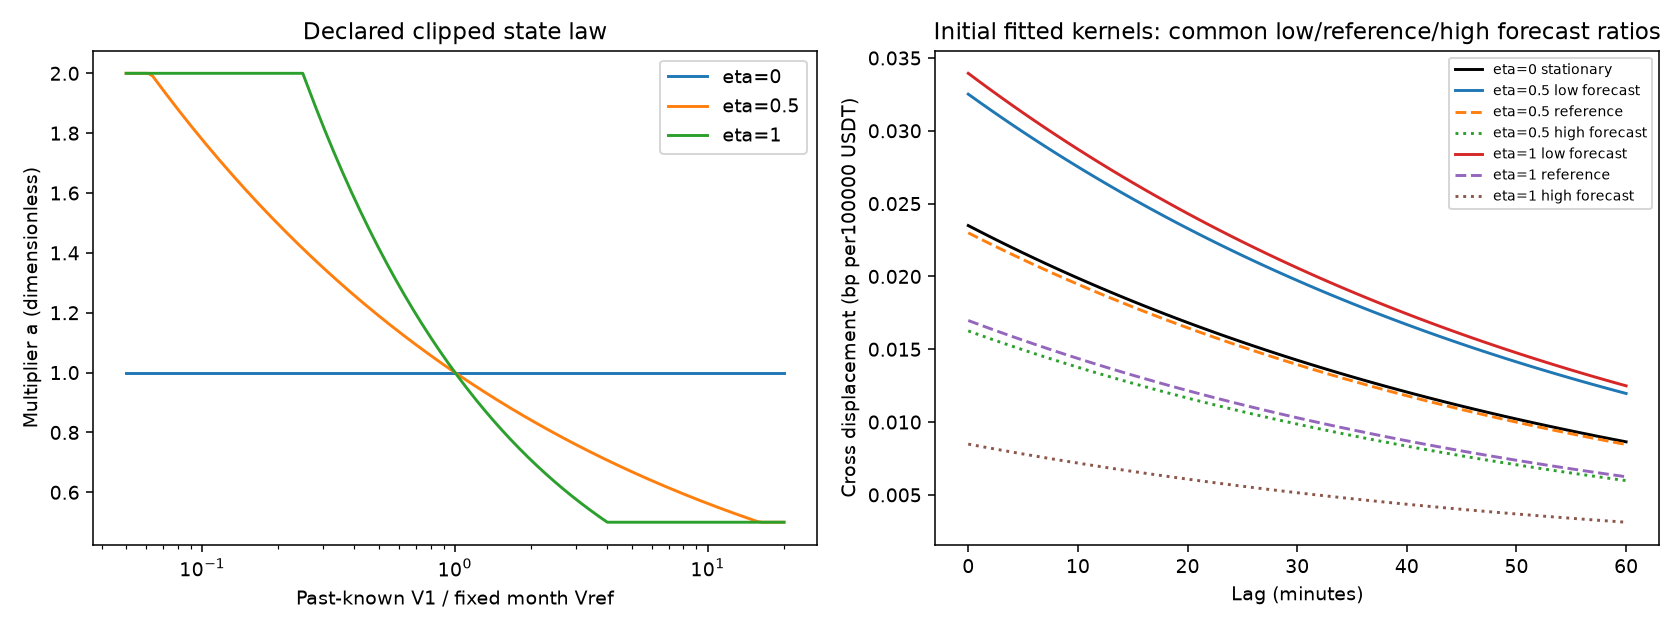 Declared clipped state law
Multiplier a (dimensionless)
2.0
1.8
1.6
1.4
1.2
1.0
0.8
0.6
10⁻¹
10⁰
10¹
Past-known V1 / fixed month Vref
eta=0
eta=0.5
eta=1
Initial fitted kernels: common low/reference/high forecast ratios
Cross displacement (bp per100000 USDT)
0.035
0.030
0.025
0.020
0.015
0.010
0.005
0
10
20
30
40
50
60
Lag (minutes)
eta=0 stationary
eta=0.5 low forecast
eta=0.5 reference
eta=0.5 high forecast
eta=1 low forecast
eta=1 reference
eta=1 high forecast